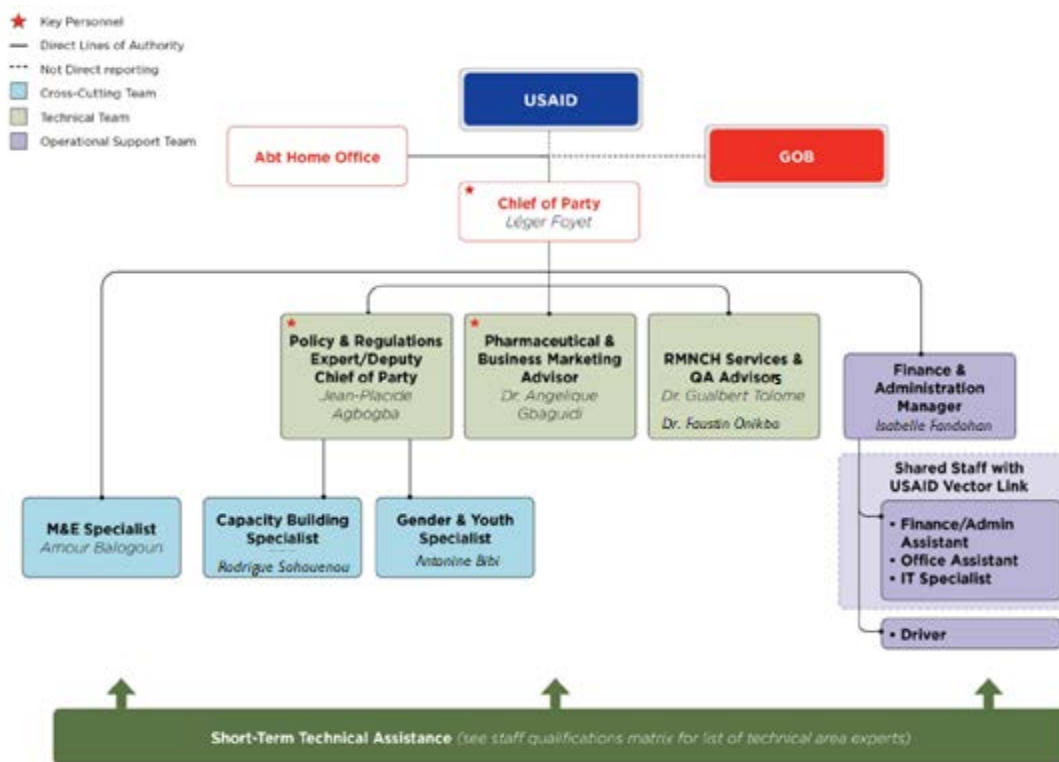 Key Personnel
Direct Lines of Authority
Not Direct reporting
Cross-Cutting Team
Technical Team
Operational Support Team
USAID
Abt Home Office
GOB
Chief of Party
Léger Foyet
Policy & Regulations
Expert/Deputy
Chief of Party
Jean-Placide
Agbogba
Pharmaceutical &
Business Marketing
Advisor
Dr. Angelique
Gbaguidi
RMNCH Services &
QA Advisors
Dr. Gualbert Tolome
Dr. Faustin Onikba
Finance &
Administration
Manager
Isabelle Fandohan
Shared Staff with
USAID Vector Link
• Finance/Admin
Assistant
• Office Assistant
• IT Specialist
• Driver
M&E Specialist
Amour Balogoun
Capacity Building
Specialist
Rodrigue Sohouenou
Gender & Youth
Specialist
Antonine Bibi
Short-Term Technical Assistance (see staff qualifications matrix for list of technical area experts)